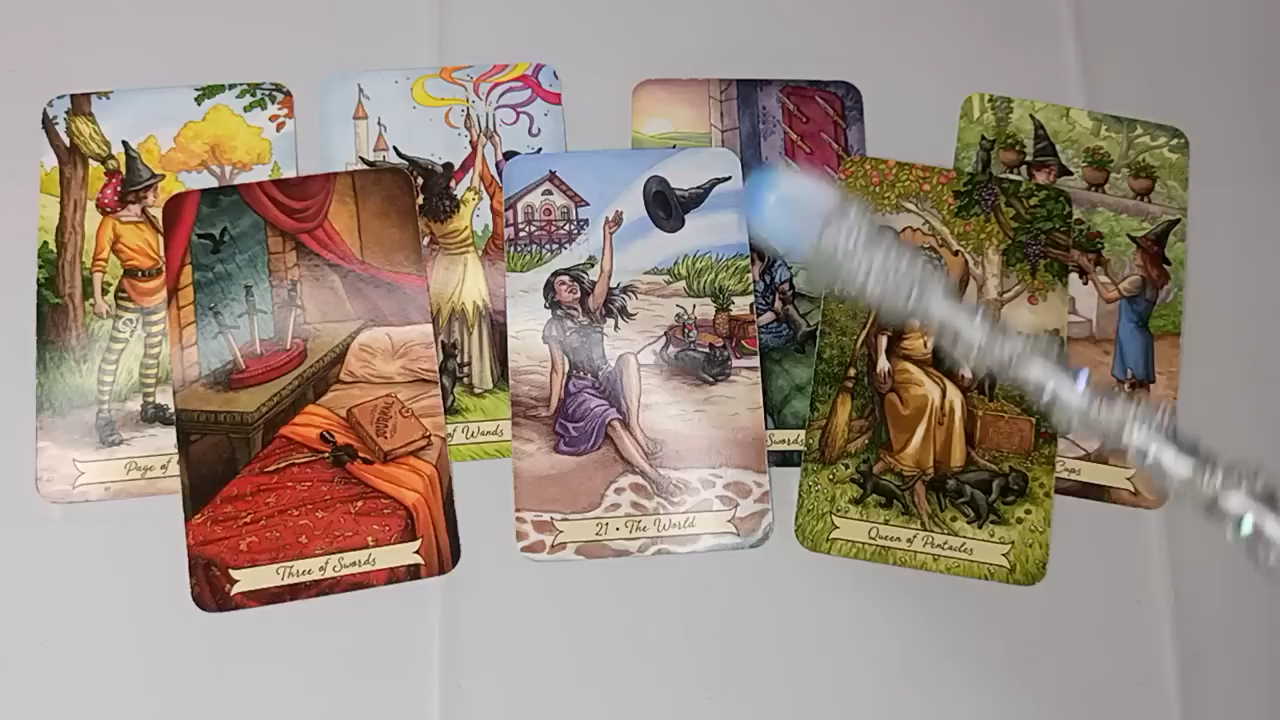 Page of
of Wands
Swords
Cups
Three of Swords
JOURNAL
21 • The World
Queen of Pentacles